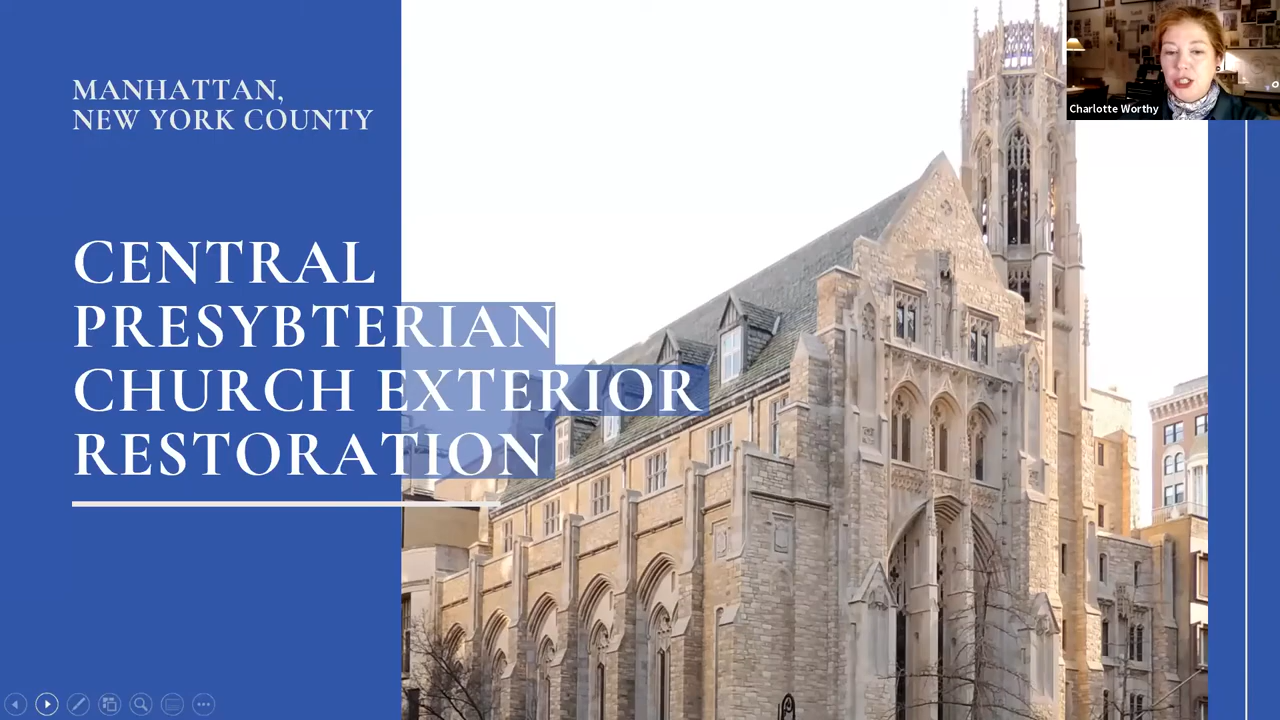 MANHATTAN,
NEW YORK COUNTY
CENTRAL
PRESYBTERIAN
CHURCH EXTERIOR
RESTORATION
Charlotte Worthy